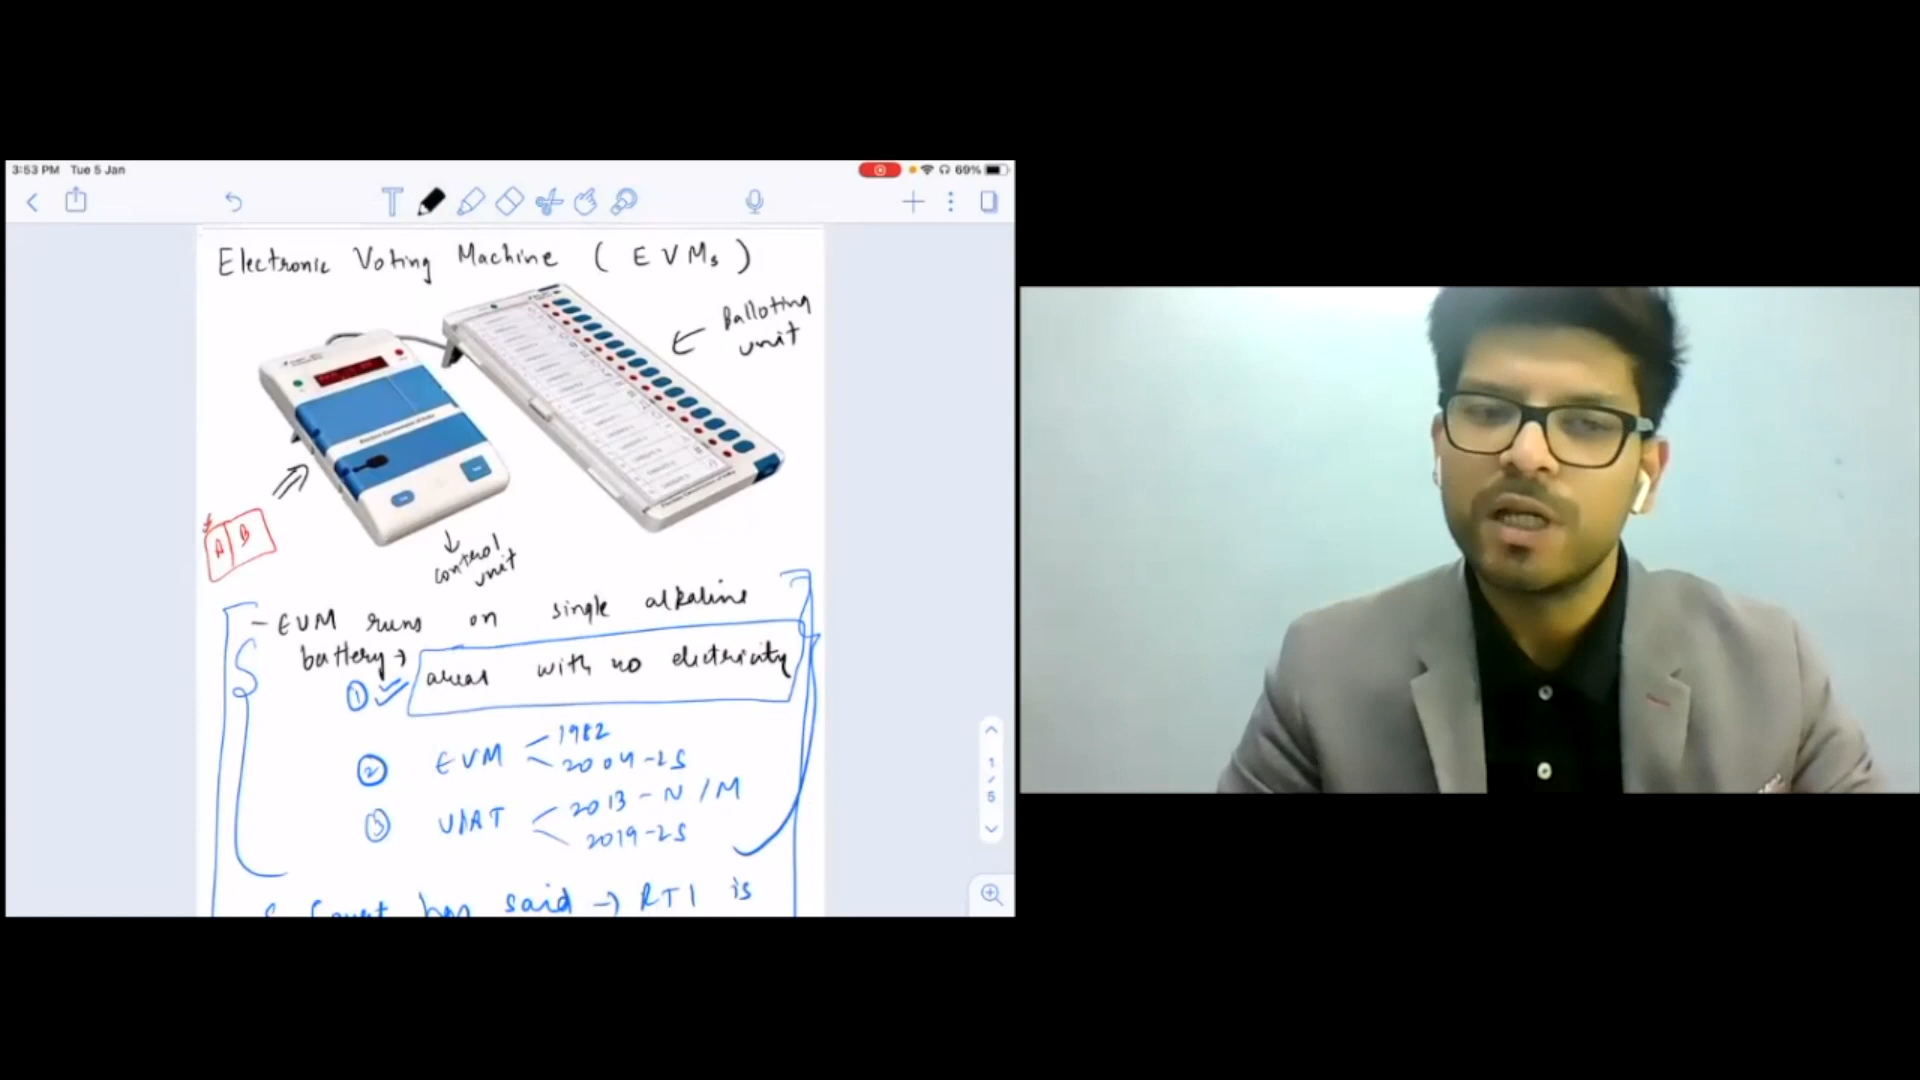 3:53 PM Tue 5 Jan
69%
Electronic Voting Machine ( EVMs )
Balloting
unit
A B
control
unit
- EVM runs on single alkaline
battery →
areas with no electricity
①
② EVM 1982
2004-LS
③ 2013 - N / M
2019-LS
1
/
5
said → RTI is